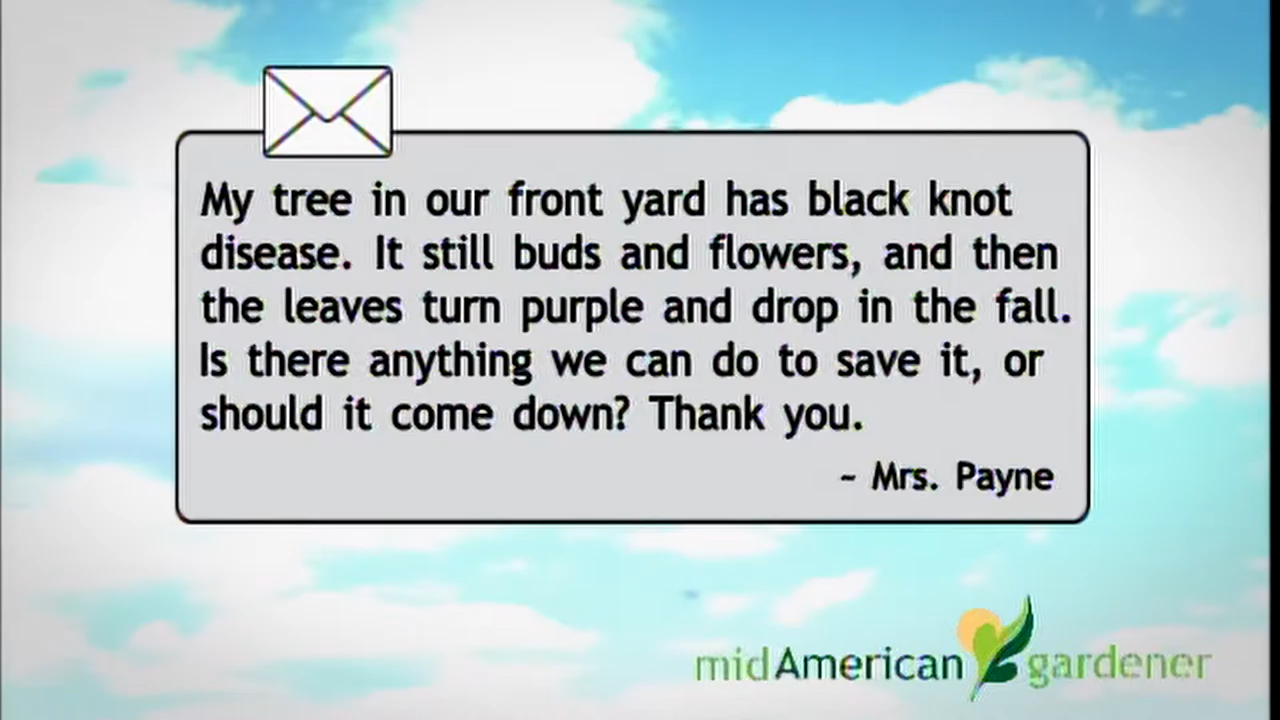 My tree in our front yard has black knot
disease. It still buds and flowers, and then
the leaves turn purple and drop in the fall.
Is there anything we can do to save it, or
should it come down? Thank you.
~ Mrs. Payne
midAmerican gardener